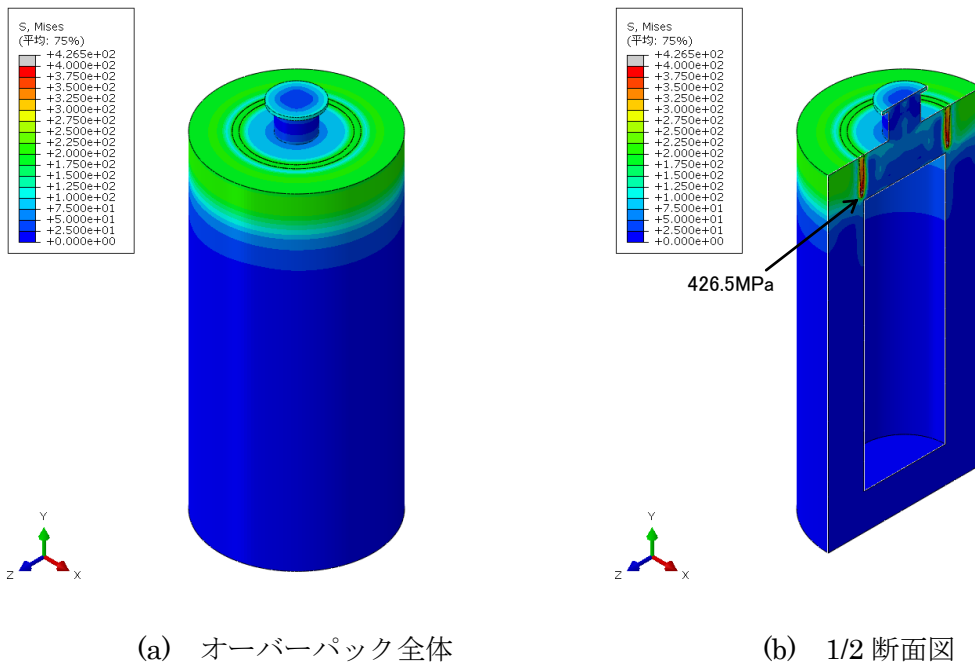 S, Mises
(平均: 75%)
+4.265e+02
+4.000e+02
+3.750e+02
+3.500e+02
+3.250e+02
+3.000e+02
+2.750e+02
+2.500e+02
+2.250e+02
+2.000e+02
+1.750e+02
+1.500e+02
+1.250e+02
+1.000e+02
+7.500e+01
+5.000e+01
+2.500e+01
+0.000e+00
Y
Z
X
(a) オーバーパック全体
S, Mises
(平均: 75%)
+4.265e+02
+4.000e+02
+3.750e+02
+3.500e+02
+3.250e+02
+3.000e+02
+2.750e+02
+2.500e+02
+2.250e+02
+2.000e+02
+1.750e+02
+1.500e+02
+1.250e+02
+1.000e+02
+7.500e+01
+5.000e+01
+2.500e+01
+0.000e+00
426.5MPa
Y
Z
X
(b) 1/2 断面図